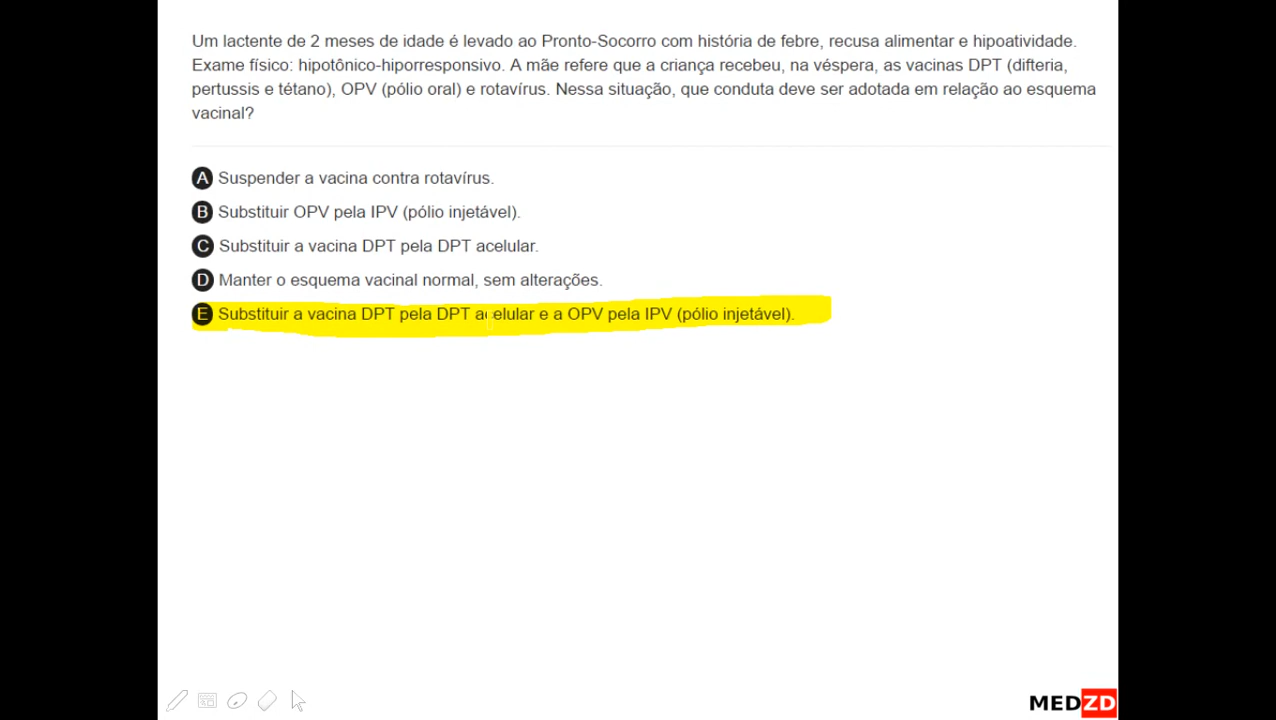 Um lactente de 2 meses de idade é levado ao Pronto-Socorro com história de febre, recusa alimentar e hipoatividade.
Exame físico: hipotônico-hiporresponsivo. A mãe refere que a criança recebeu, na véspera, as vacinas DPT (difteria,
pertussis e tétano), OPV (pólio oral) e rotavírus. Nessa situação, que conduta deve ser adotada em relação ao esquema
vacinal?
A Suspender a vacina contra rotavírus.
B Substituir OPV pela IPV (pólio injetável).
C Substituir a vacina DPT pela DPT acelular.
D Manter o esquema vacinal normal, sem alterações.
E Substituir a vacina DPT pela DPT acelular e a OPV pela IPV (pólio injetável).
MEDZD